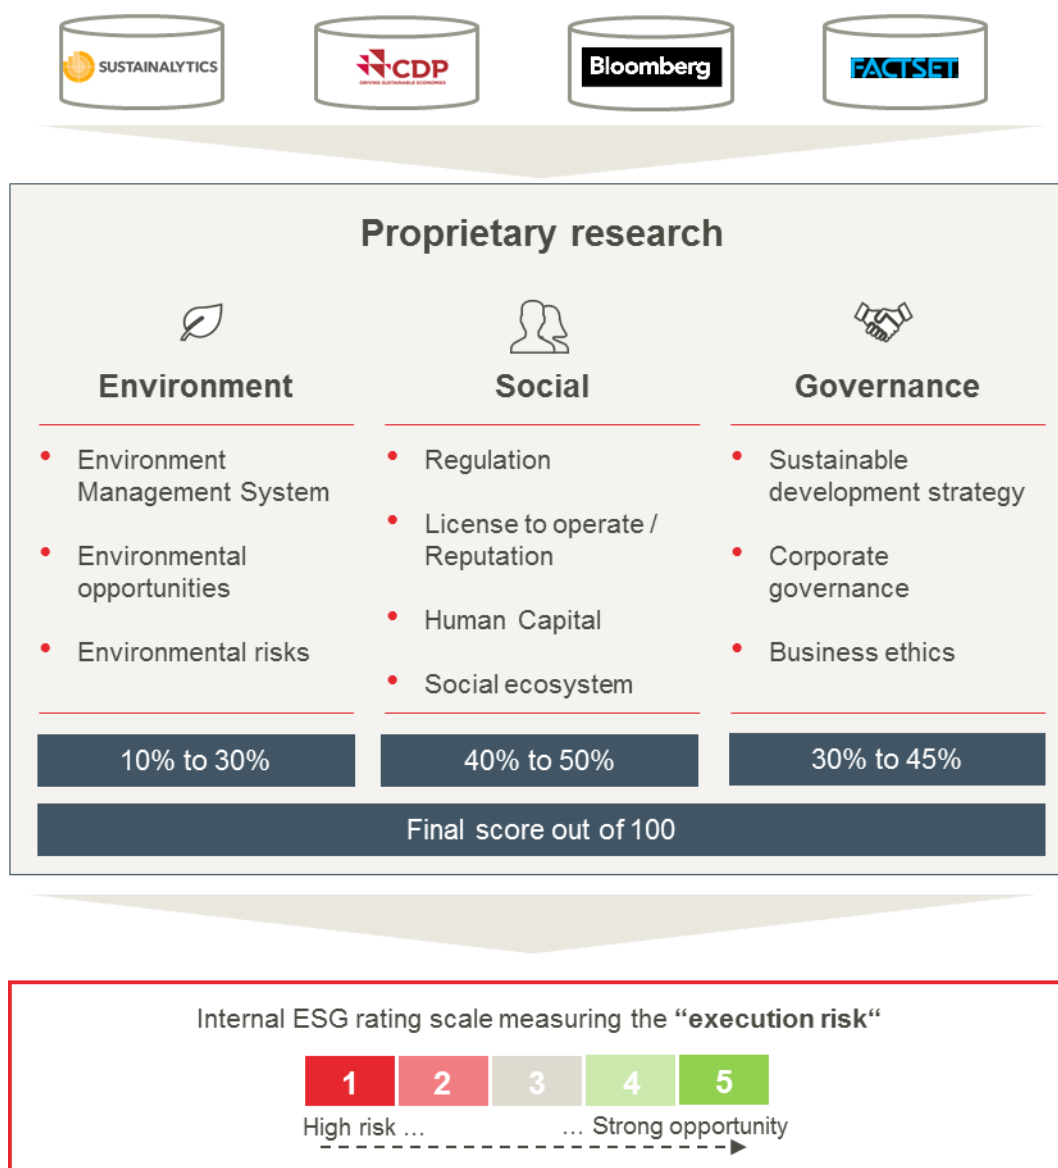 SUSTAINALYTICS
CDP
DRIVING SUSTAINABLE ECONOMIES
Bloomberg
FACTSET
Proprietary research
Environment
Social
Governance
• Environment
Management System
• Environmental
opportunities
• Environmental risks
• Regulation
• License to operate /
Reputation
• Human Capital
• Social ecosystem
• Sustainable
development strategy
• Corporate
governance
• Business ethics
10% to 30%
40% to 50%
30% to 45%
Final score out of 100
Internal ESG rating scale measuring the “execution risk“
1 2 3 4 5
High risk … … Strong opportunity